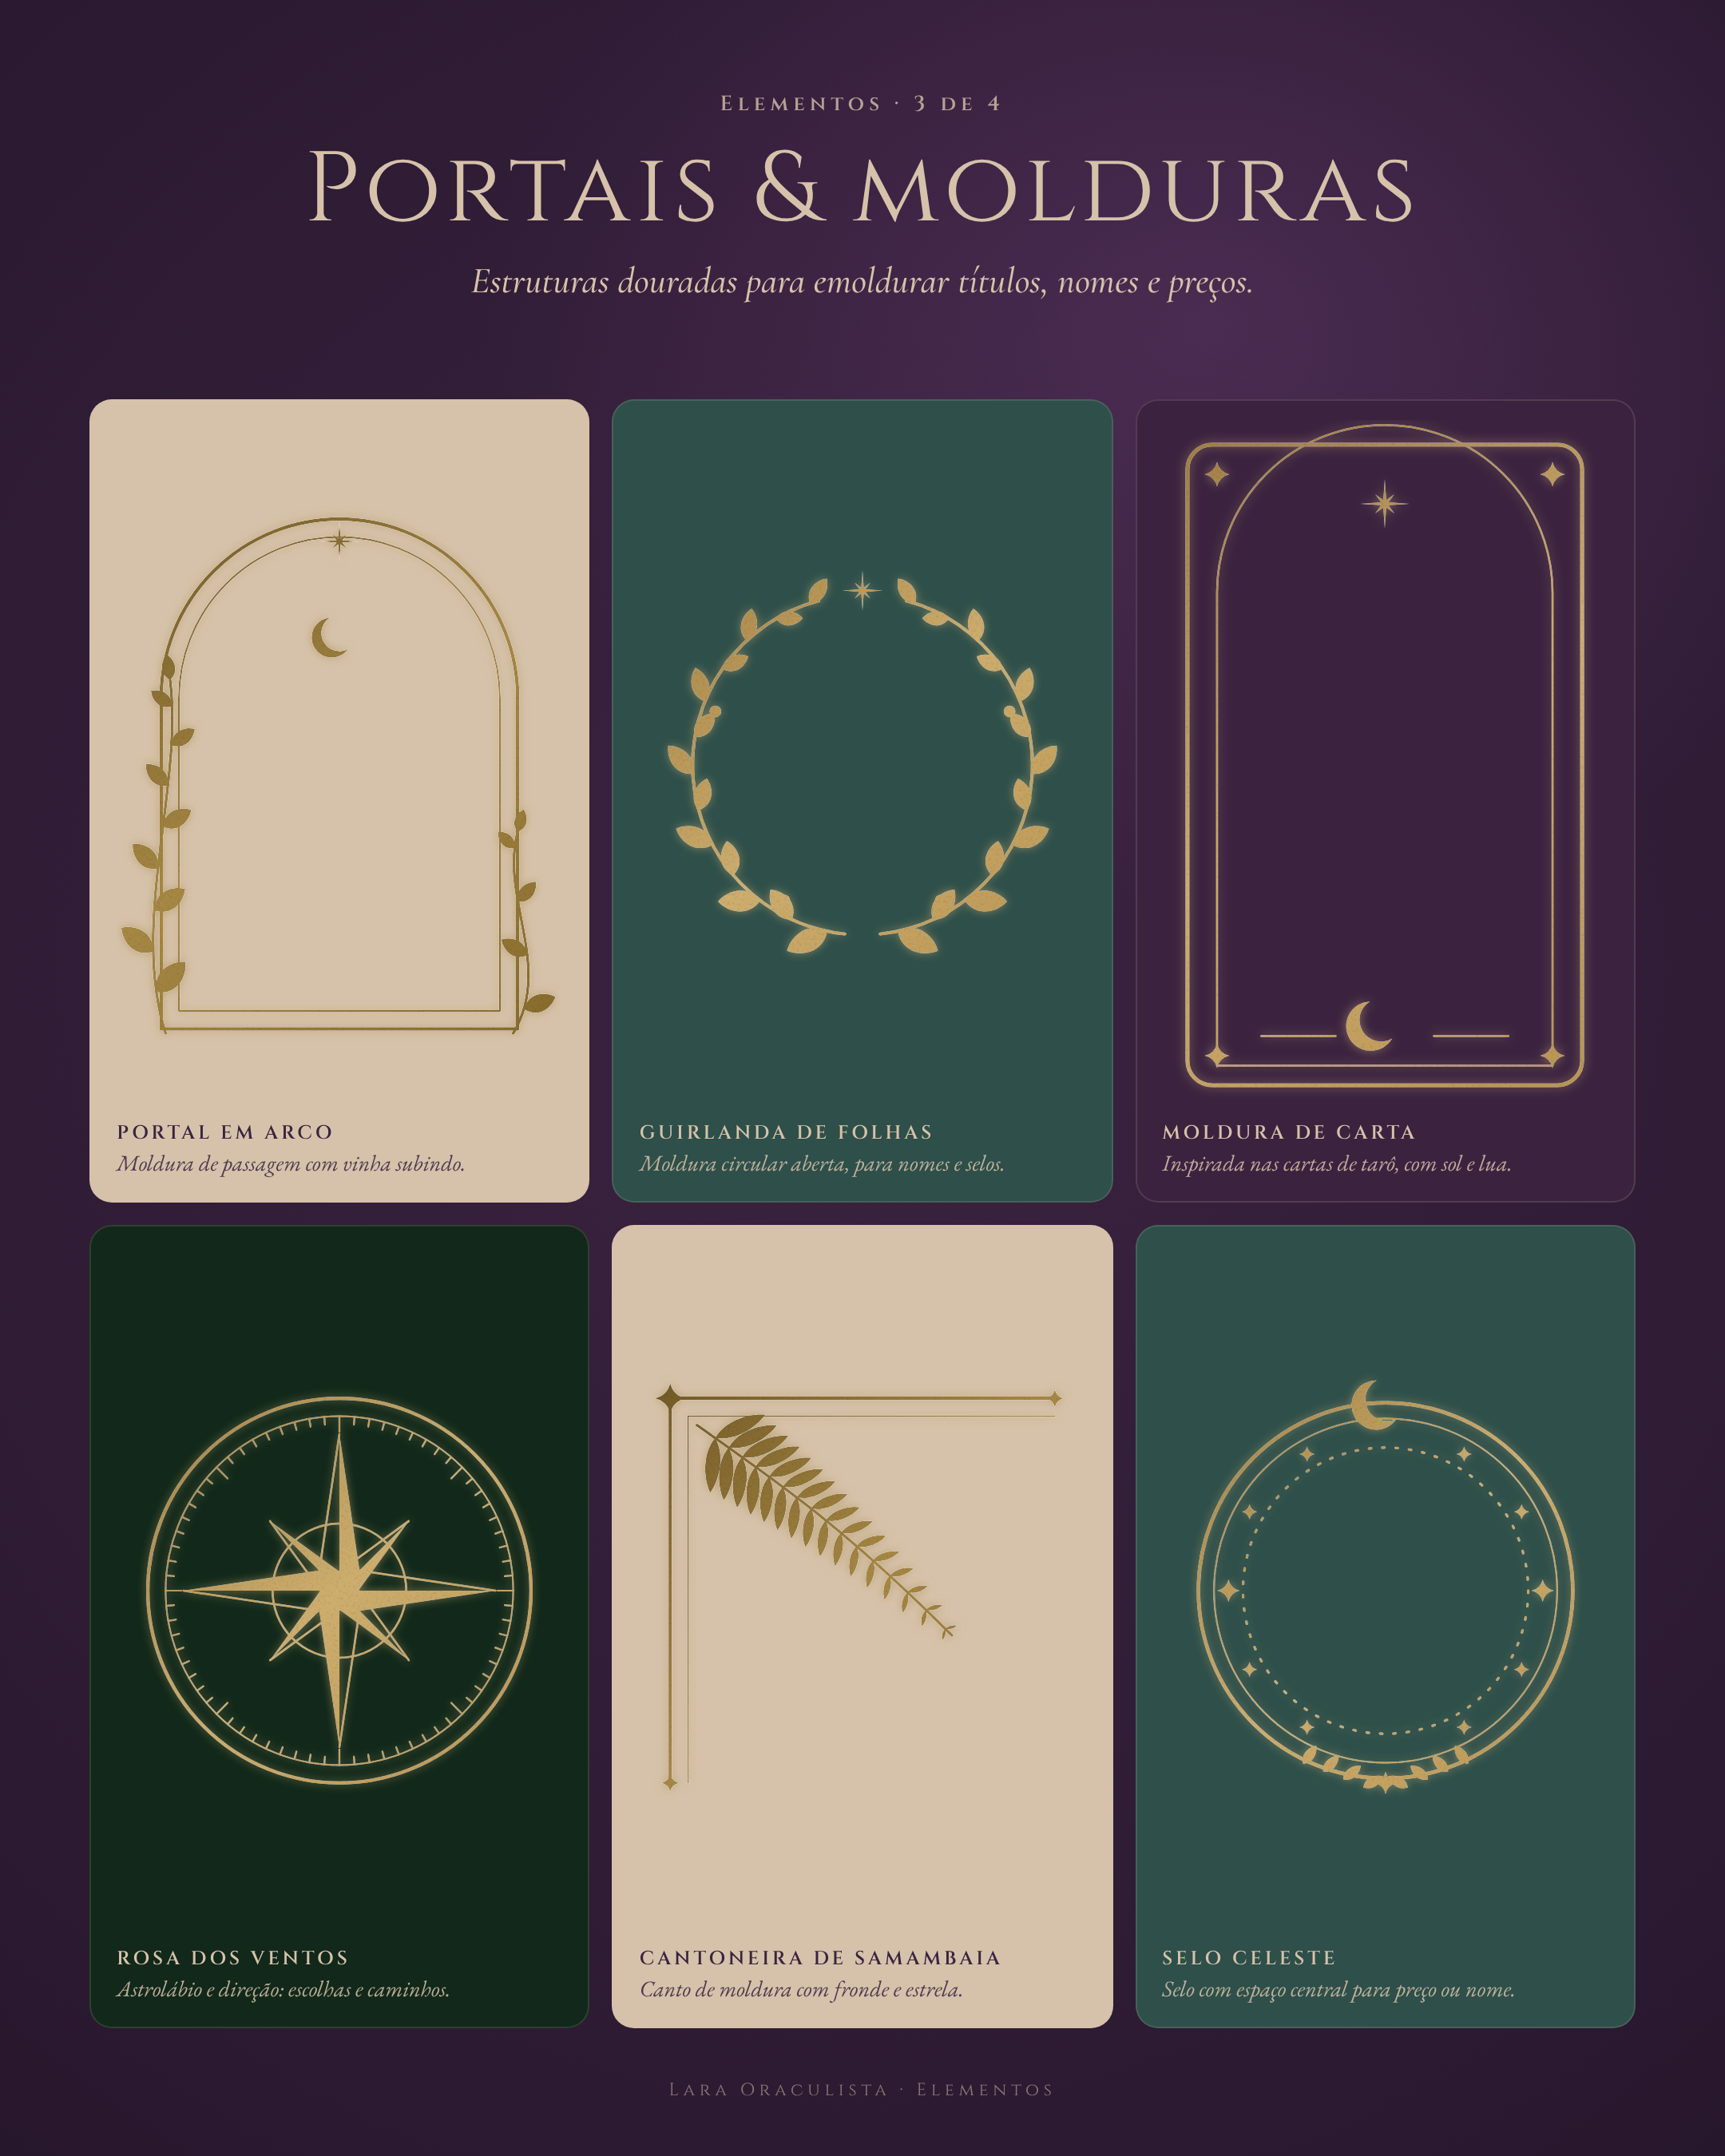 Elementos · 3 de 4
Portais & molduras
Estruturas douradas para emoldurar títulos, nomes e preços.
PORTAL EM ARCO
Moldura de passagem com vinha subindo.
GUIRLANDA DE FOLHAS
Moldura circular aberta, para nomes e selos.
MOLDURA DE CARTA
Inspirada nas cartas de tarô, com sol e lua.
ROSA DOS VENTOS
Astrolábio e direção: escolhas e caminhos.
CANTONEIRA DE SAMAMBAIA
Canto de moldura com fronde e estrela.
SELO CELESTE
Selo com espaço central para preço ou nome.
Lara Oraculista · Elementos